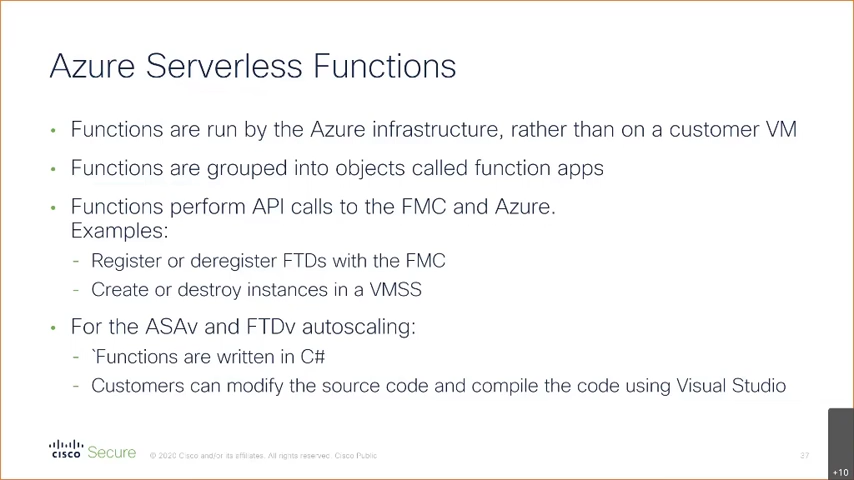 Azure Serverless Functions
• Functions are run by the Azure infrastructure, rather than on a customer VM
• Functions are grouped into objects called function apps
• Functions perform API calls to the FMC and Azure.
Examples:
- Register or deregister FTDs with the FMC
- Create or destroy instances in a VMSS
• For the ASAv and FTDv autoscaling:
- `Functions are written in C#
- Customers can modify the source code and compile the code using Visual Studio
CISCO Secure © 2020 Cisco and/or its affiliates. All rights reserved. Cisco Public 27
+10